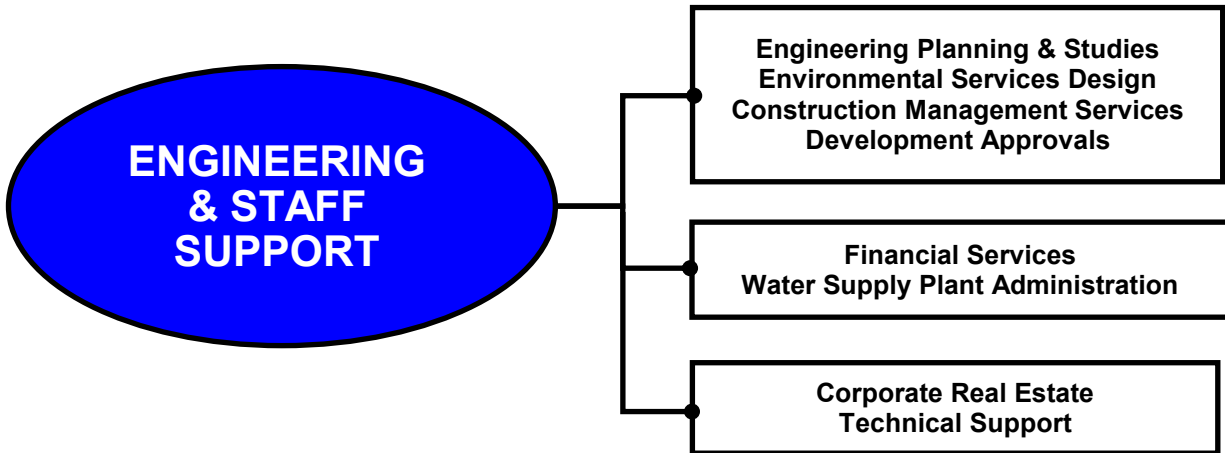 ENGINEERING
& STAFF
SUPPORT
Engineering Planning & Studies
Environmental Services Design
Construction Management Services
Development Approvals
Financial Services
Water Supply Plant Administration
Corporate Real Estate
Technical Support